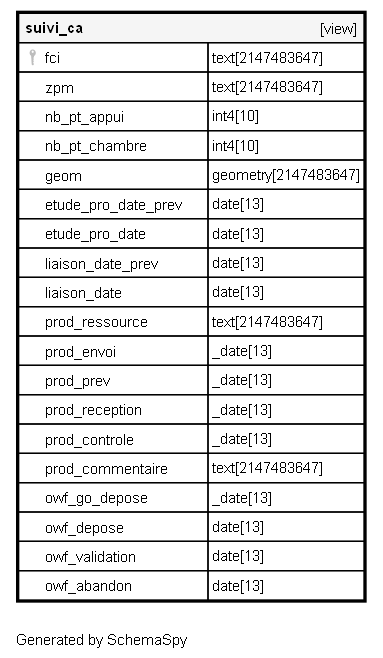 suivi_ca [view]
fci text[2147483647]
zpm text[2147483647]
nb_pt_appui int4[10]
nb_pt_chambre int4[10]
geom geometry[2147483647]
etude_pro_date_prev date[13]
etude_pro_date date[13]
liaison_date_prev date[13]
liaison_date date[13]
prod_ressource text[2147483647]
prod_envoi _date[13]
prod_prev _date[13]
prod_reception _date[13]
prod_controle _date[13]
prod_commentaire text[2147483647]
owf_go_depose _date[13]
owf_depose date[13]
owf_validation date[13]
owf_abandon date[13]
Generated by SchemaSpy